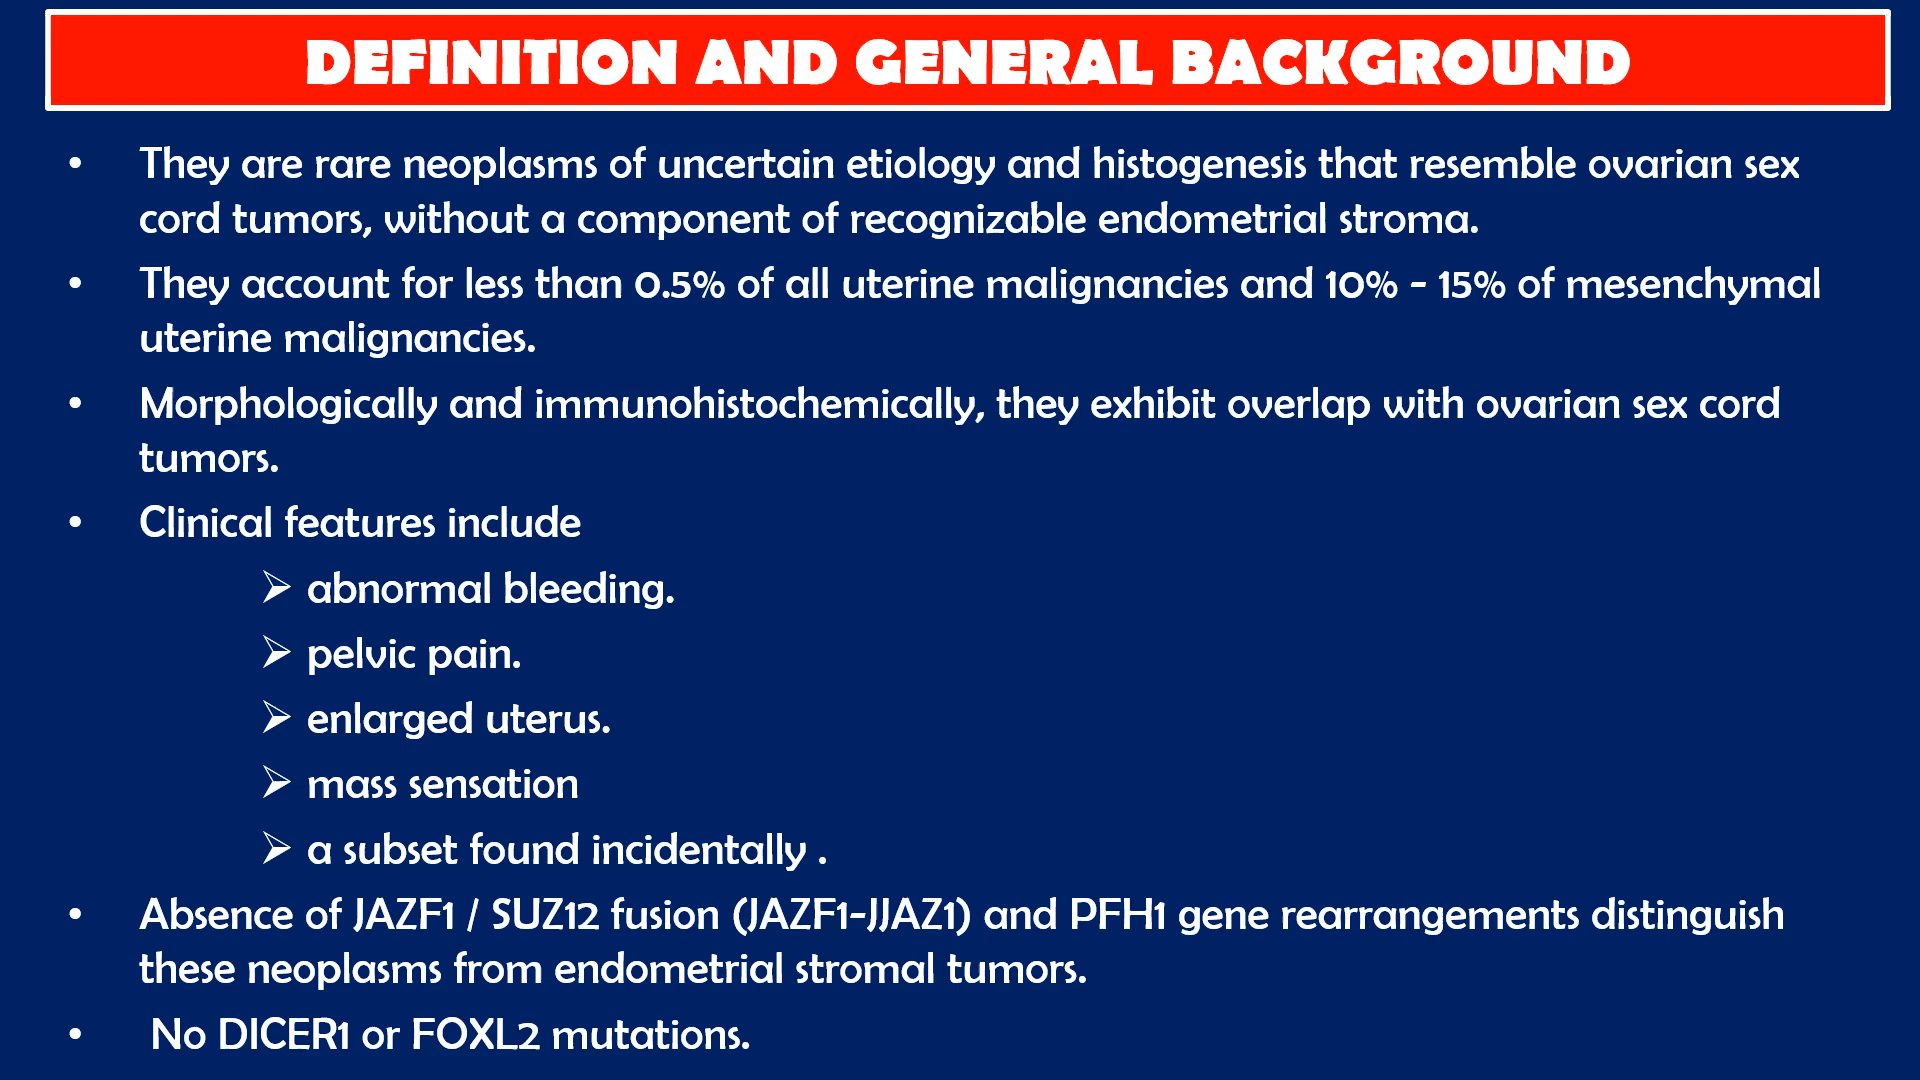 DEFINITION AND GENERAL BACKGROUND
• They are rare neoplasms of uncertain etiology and histogenesis that resemble ovarian sex
cord tumors, without a component of recognizable endometrial stroma.
• They account for less than 0.5% of all uterine malignancies and 10% - 15% of mesenchymal
uterine malignancies.
• Morphologically and immunohistochemically, they exhibit overlap with ovarian sex cord
tumors.
• Clinical features include
➢ abnormal bleeding.
➢ pelvic pain.
➢ enlarged uterus.
➢ mass sensation
➢ a subset found incidentally .
• Absence of JAZF1 / SUZ12 fusion (JAZF1-JJAZ1) and PFH1 gene rearrangements distinguish
these neoplasms from endometrial stromal tumors.
• No DICER1 or FOXL2 mutations.